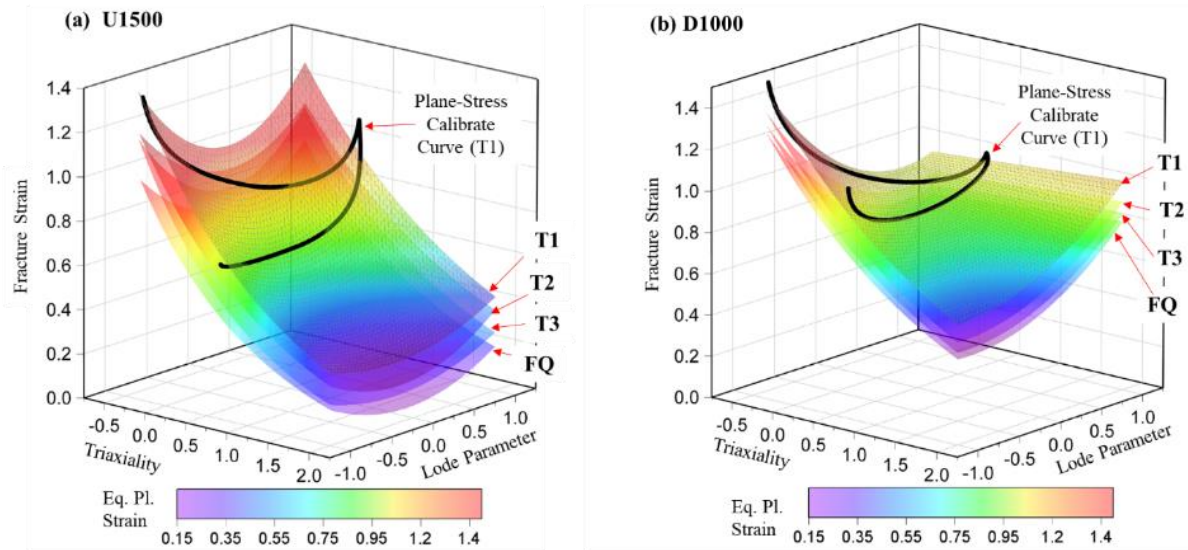 (a) U1500
1.4
1.2
1.0
0.8
0.6
0.4
0.2
0.0
Fracture Strain
Plane-Stress
Calibrate
Curve (T1)
T1
T2
T3
FQ
-0.5
0.0
0.5
1.0
1.5
2.0
Triaxiality
-1.0
-0.5
0.0
0.5
1.0
Lode Parameter
Eq. Pl.
Strain
0.15 0.35 0.55 0.75 0.95 1.2 1.4
(b) D1000
1.4
1.2
1.0
0.8
0.6
0.4
0.2
0.0
Fracture Strain
Plane-Stress
Calibrate
Curve (T1)
T1
T2
T3
FQ
-0.5
0.0
0.5
1.0
1.5
2.0
Triaxiality
-1.0
-0.5
0.0
0.5
1.0
Lode Parameter
Eq. Pl.
Strain
0.15 0.35 0.55 0.75 0.95 1.2 1.4